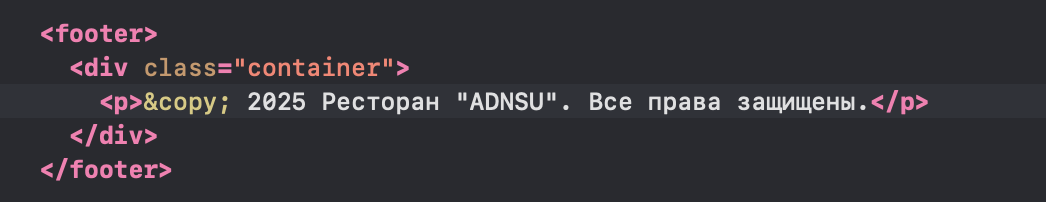 <footer>
<div class="container">
<p>&copy; 2025 Ресторан "ADNSU". Все права защищены.</p>
</div>
</footer>